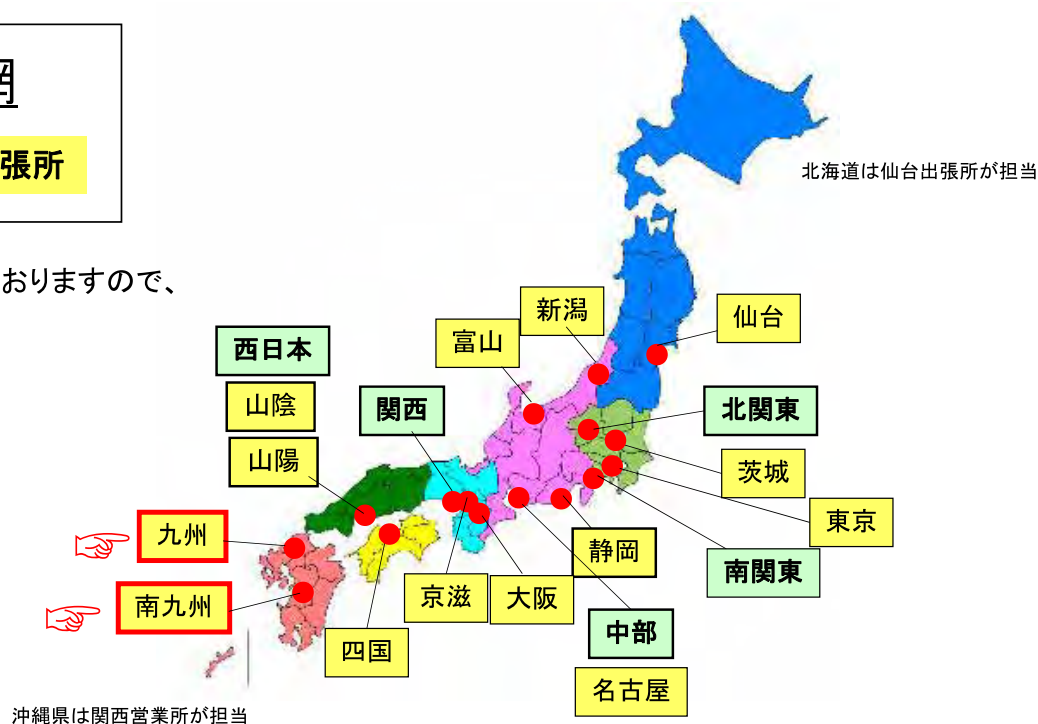 網
張所
北海道は仙台出張所が担当
おりますので、
新潟
仙台
富山
西日本
山陰
関西
北関東
山陽
茨城
九州
東京
静岡
南関東
南九州
京滋
大阪
中部
四国
名古屋
沖縄県は関西営業所が担当